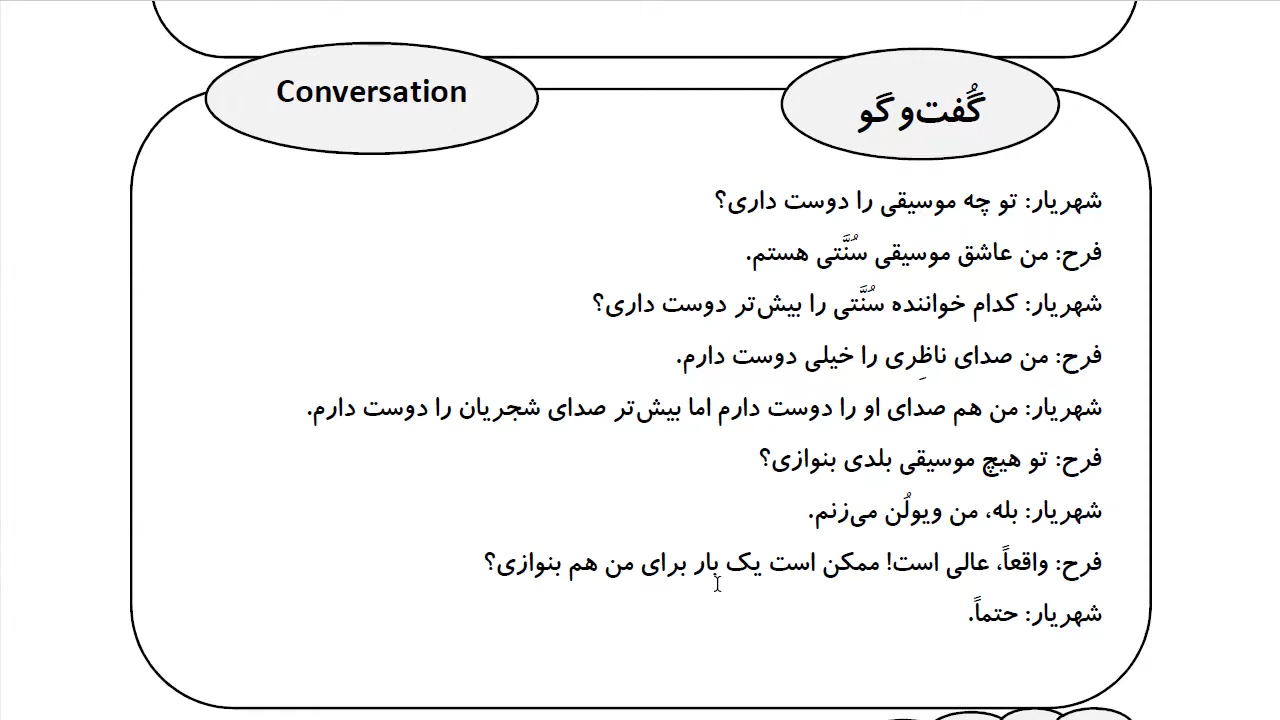 Conversation
گُفت‌و گو
شهریار: تو چه موسیقی را دوست داری؟
فرح: من عاشق موسیقی سُنَّتی هستم.
شهریار: کدام خواننده سُنَّتی را بیش‌تر دوست داری؟
فرح: من صدای ناظِری را خیلی دوست دارم.
شهریار: من هم صدای او را دوست دارم اما بیش‌تر صدای شجریان را دوست دارم.
فرح: تو هیچ موسیقی بلدی بنوازی؟
شهریار: بله، من ویولُن می‌زنم.
فرح: واقعاً، عالی است! ممکن است یک بار برای من هم بنوازی؟
شهریار: حتماً.